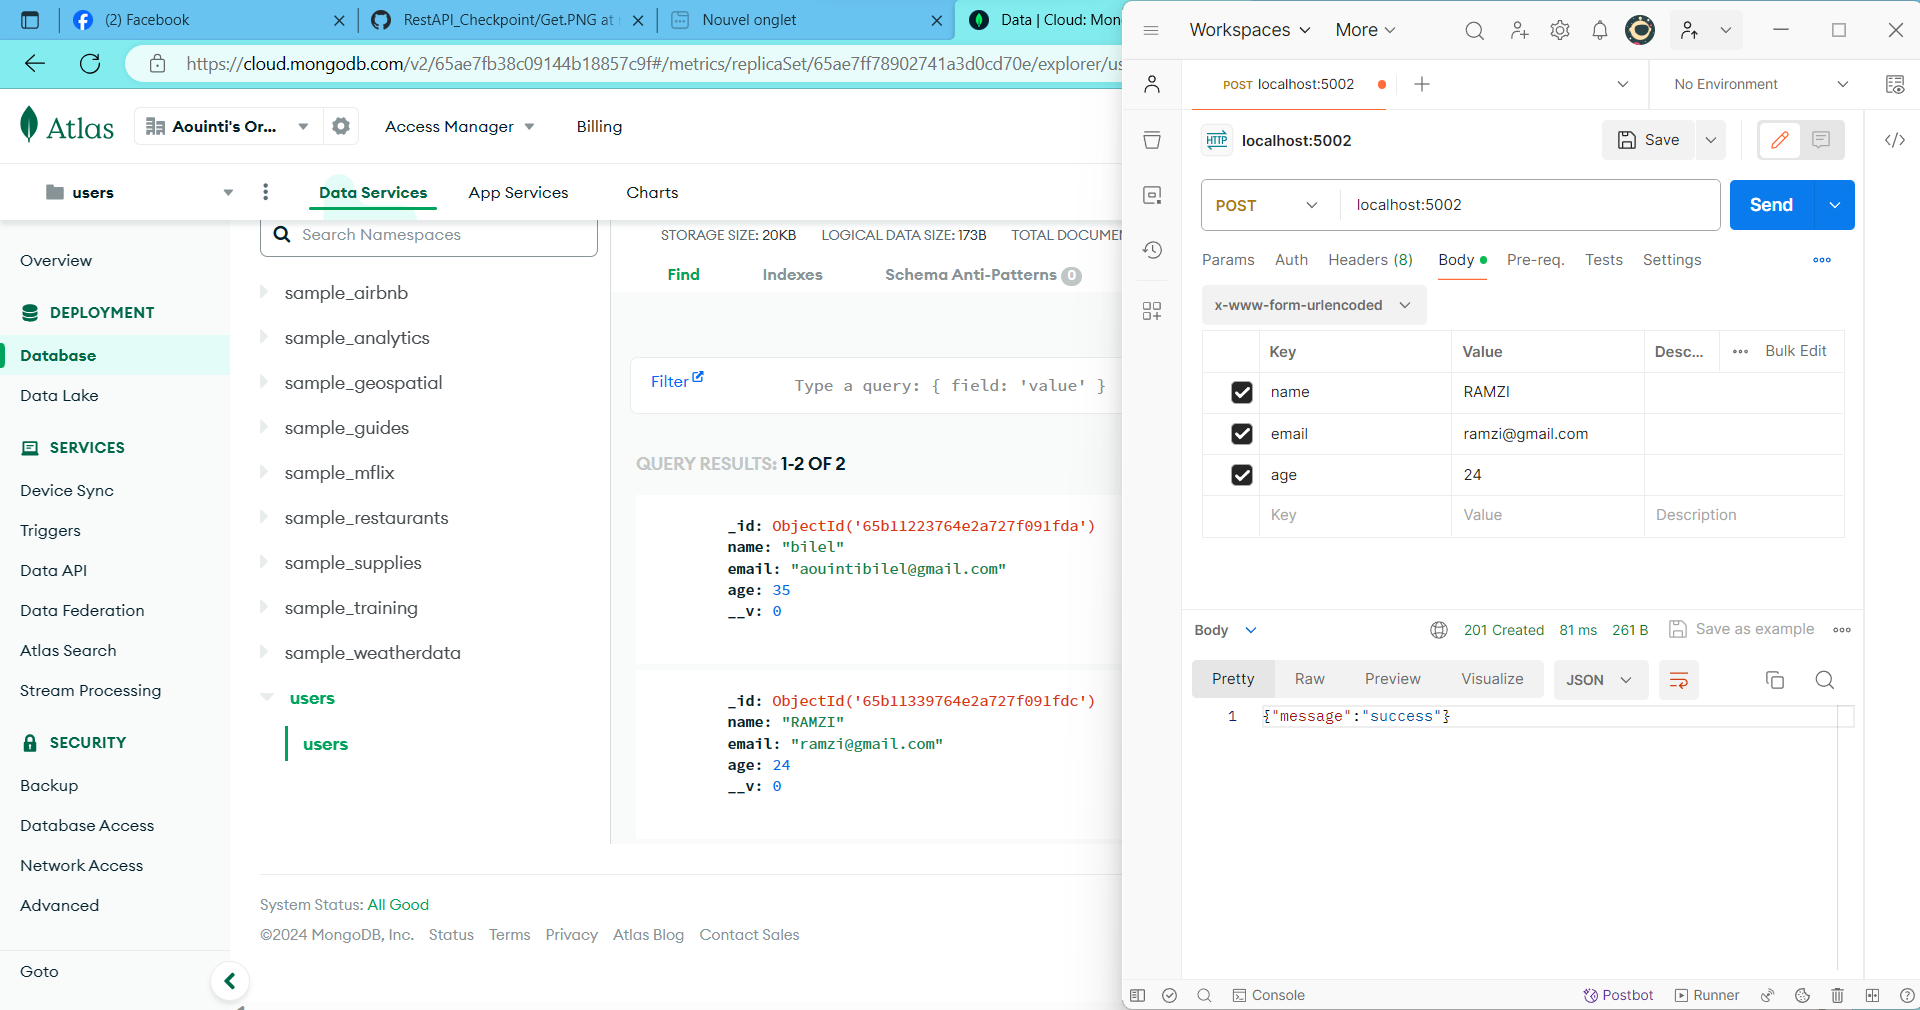 (2) Facebook
RestAPI_Checkpoint/Get.PNG at
Nouvel onglet
Data | Cloud: Mon
https://cloud.mongodb.com/v2/65ae7fb38c09144b18857c9f#/metrics/replicaSet/65ae7ff78902741a3d0cd70e/explorer/us
Atlas
Aouinti's Or...
Access Manager
Billing
users
Data Services
App Services
Charts
Overview
DEPLOYMENT
Database
Data Lake
SERVICES
Device Sync
Triggers
Data API
Data Federation
Atlas Search
Stream Processing
SECURITY
Backup
Database Access
Network Access
Advanced
Goto
Search Namespaces
sample_airbnb
sample_analytics
sample_geospatial
sample_guides
sample_mflix
sample_restaurants
sample_supplies
sample_training
sample_weatherdata
users
users
STORAGE SIZE: 20KB LOGICAL DATA SIZE: 173B TOTAL DOCUMEN
Find Indexes Schema Anti-Patterns 0
Filter Type a query: { field: 'value' }
QUERY RESULTS: 1-2 OF 2
_id: ObjectId('65b11223764e2a727f091fda')
name: "bilel"
email: "aouintibilel@gmail.com"
age: 35
__v: 0
_id: ObjectId('65b11339764e2a727f091fdc')
name: "RAMZI"
email: "ramzi@gmail.com"
age: 24
__v: 0
System Status: All Good
©2024 MongoDB, Inc. Status Terms Privacy Atlas Blog Contact Sales
Workspaces More
POST localhost:5002
No Environment
HTTP localhost:5002
Save
POST localhost:5002
Send
Params Auth Headers (8) Body Pre-req. Tests Settings
x-www-form-urlencoded
Key Value Desc... Bulk Edit
name RAMZI
email ramzi@gmail.com
age 24
Key Value Description
Body 201 Created 81 ms 261 B Save as example
Pretty Raw Preview Visualize JSON
1 {"message":"success"}
Console
Postbot Runner